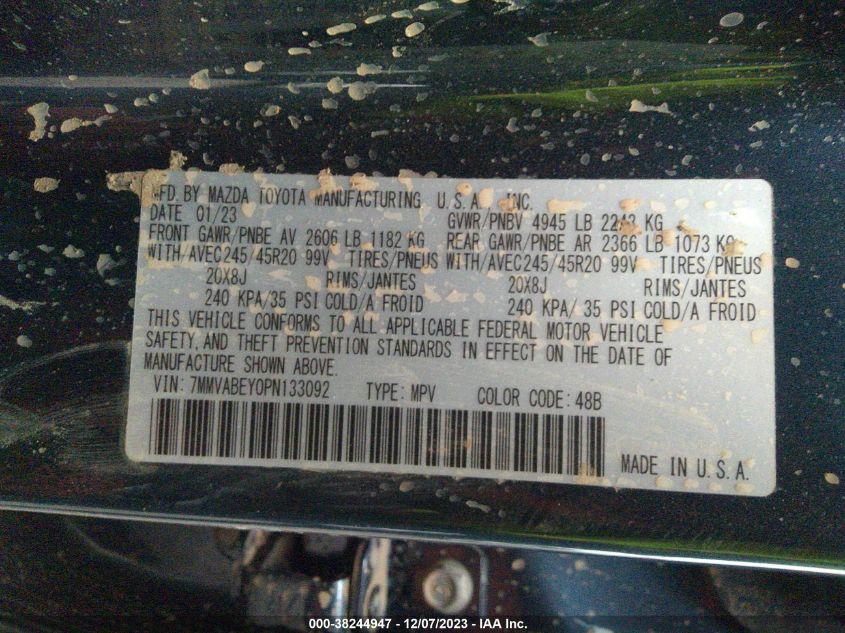 MFD. BY MAZDA TOYOTA MANUFACTURING, U.S.A., INC.
DATE 01/23 GVWR/PNBV 4945 LB 2243 KG
FRONT GAWR/PNBE AV 2606 LB 1182 KG REAR GAWR/PNBE AR 2366 LB 1073 KG
WITH/AVEC245/45R20 99V TIRES/PNEUS WITH/AVEC245/45R20 99V TIRES/PNEUS
20X8J RIMS/JANTES 20X8J RIMS/JANTES
240 KPA/35 PSI COLD/A FROID 240 KPA/35 PSI COLD/A FROID
THIS VEHICLE CONFORMS TO ALL APPLICABLE FEDERAL MOTOR VEHICLE
SAFETY, AND THEFT PREVENTION STANDARDS IN EFFECT ON THE DATE OF
MANUFACTURE SHOWN ABOVE.
VIN: 7MMVABEY0PN133092 TYPE: MPV COLOR CODE: 48B
MADE IN U.S.A.
000-38244947 - 12/07/2023 - IAA Inc.